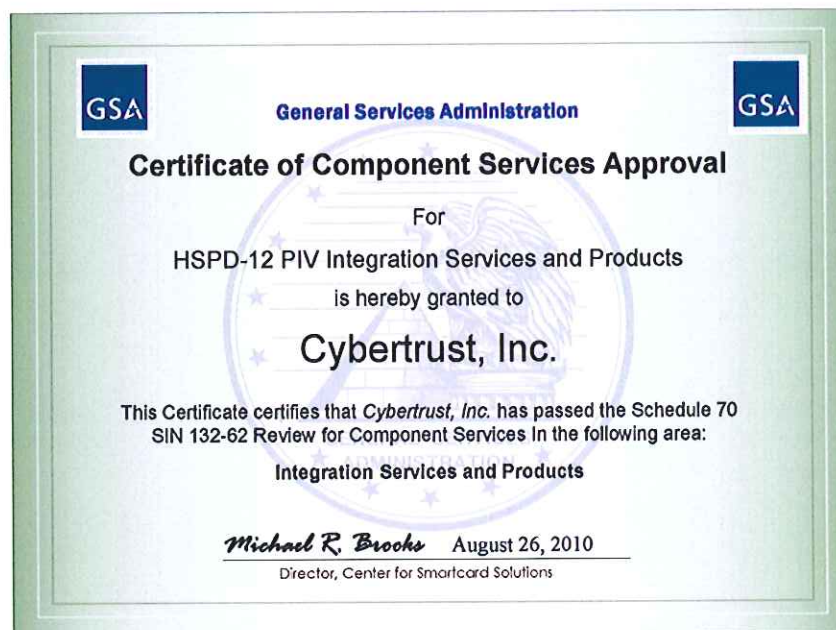 GSA
GSA
General Services Administration
Certificate of Component Services Approval
For
HSPD-12 PIV Integration Services and Products
is hereby granted to
Cybertrust, Inc.
This Certificate certifies that Cybertrust, Inc. has passed the Schedule 70
SIN 132-62 Review for Component Services In the following area:
ADMINISTRATION
Integration Services and Products
Michael R. Brooks August 26, 2010
Director, Center for Smartcard Solutions